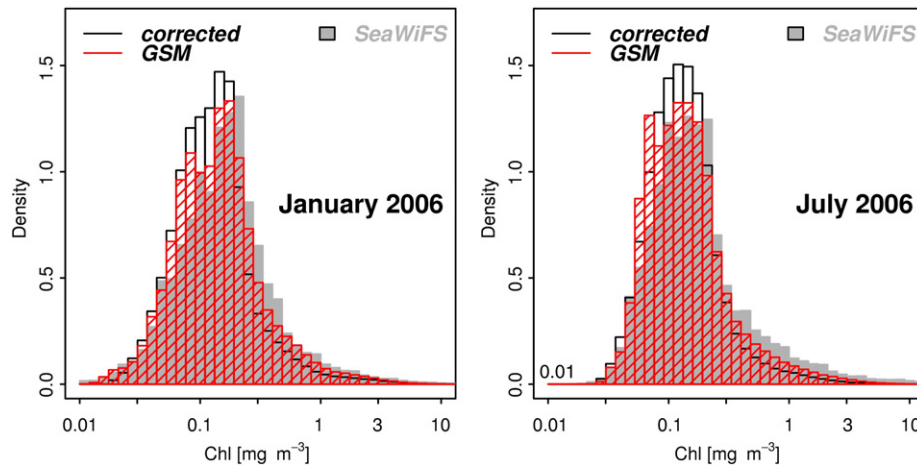 corrected
GSM
SeaWiFS
January 2006
Density
0.0
0.5
1.0
1.5
0.01
0.1
1
3
10
Chl [mg m⁻³]
corrected
GSM
SeaWiFS
July 2006
Density
0.0
0.5
1.0
1.5
0.01
0.01
0.1
1
3
10
Chl [mg m⁻³]